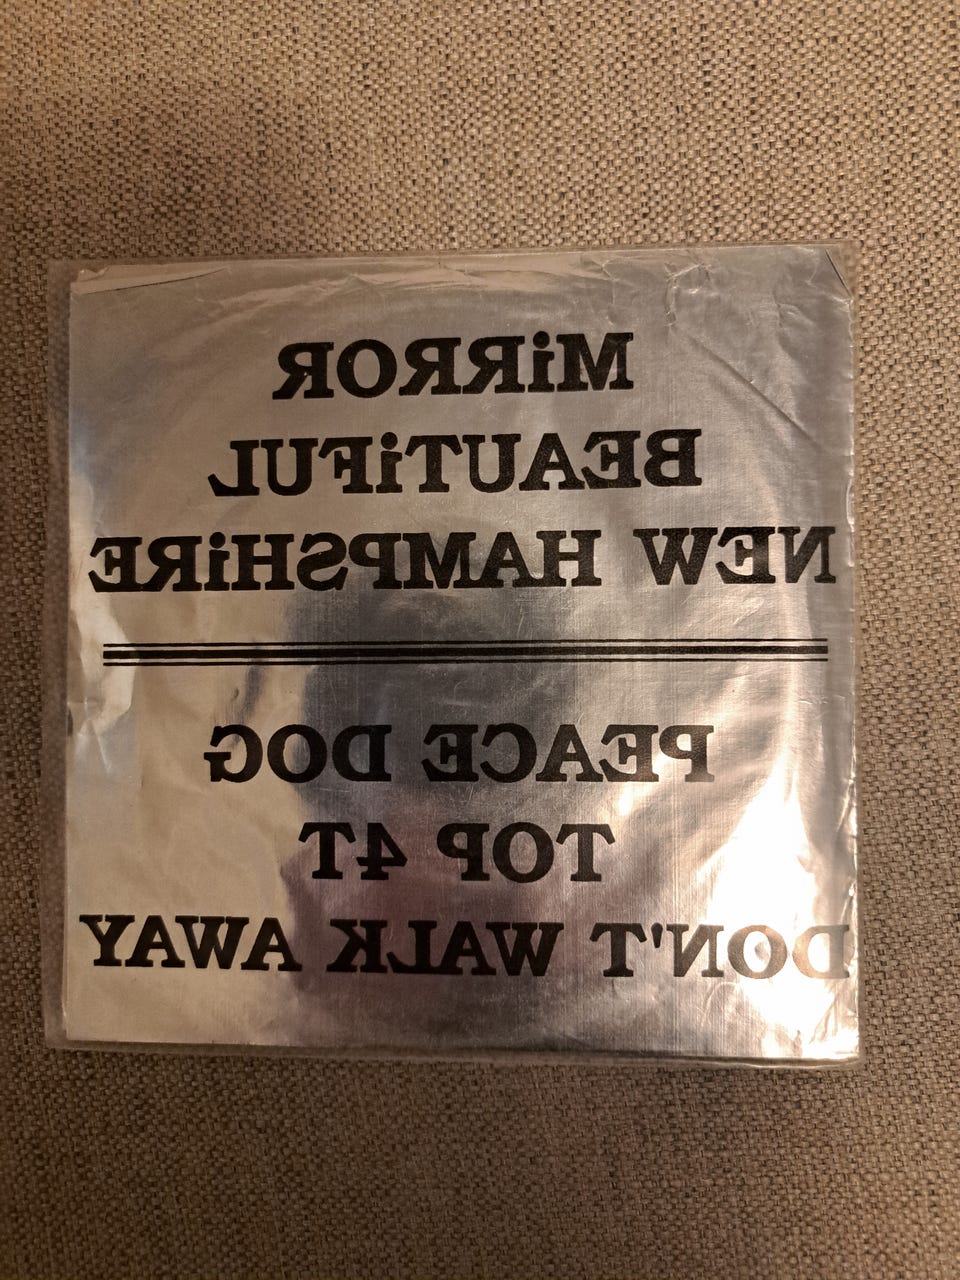 MiRROR
BEAUTiFUL
NEW HAMPSHiRE
PEACE DOG
TOP 4T
DON'T WALK AWAY